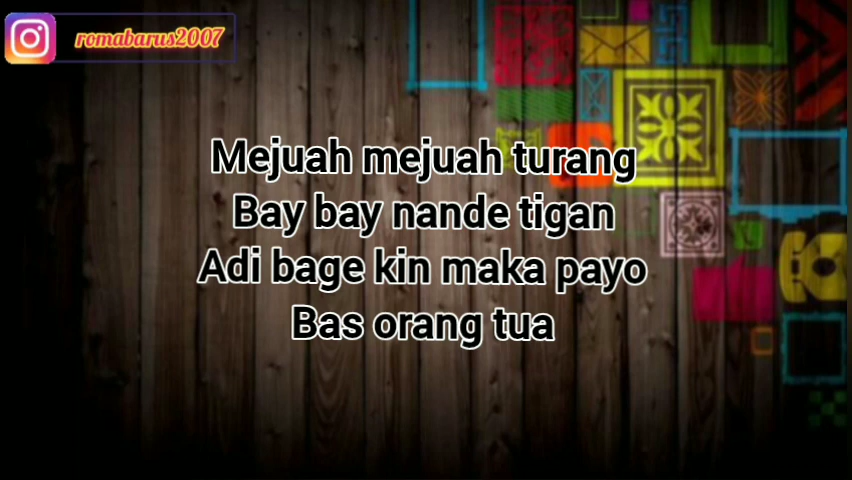 romabarus2007
Mejuah mejuah turang
Bay bay nande tigan
Adi bage kin maka payo
Bas orang tua